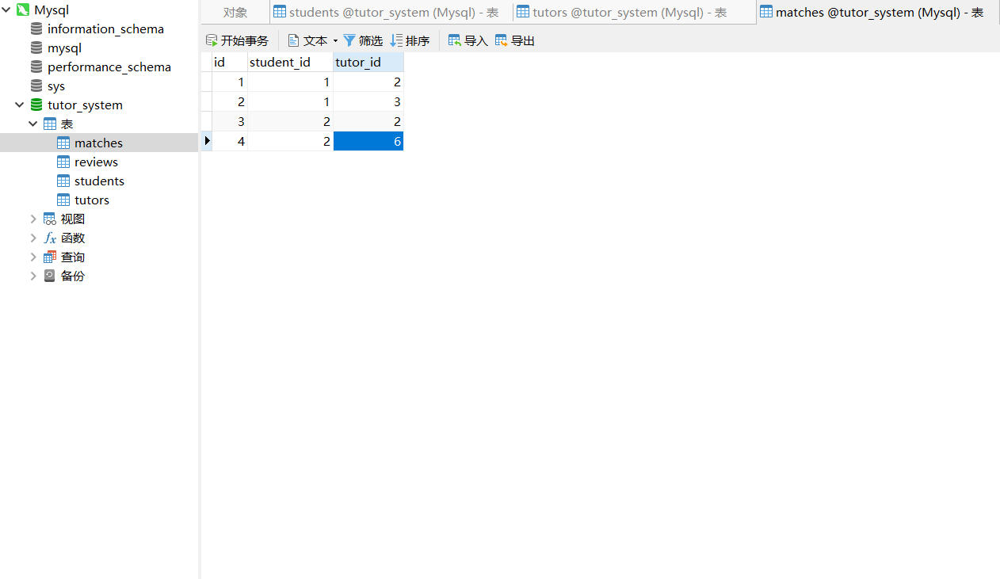 Mysql
information_schema
mysql
performance_schema
sys
tutor_system
表
matches
reviews
students
tutors
视图
fx 函数
查询
备份
对象 students @tutor_system (Mysql) - 表 tutors @tutor_system (Mysql) - 表 matches @tutor_system (Mysql) - 表
开始事务 文本 筛选 排序 导入 导出
id student_id tutor_id
1 1 2
2 1 3
3 2 2
4 2 6